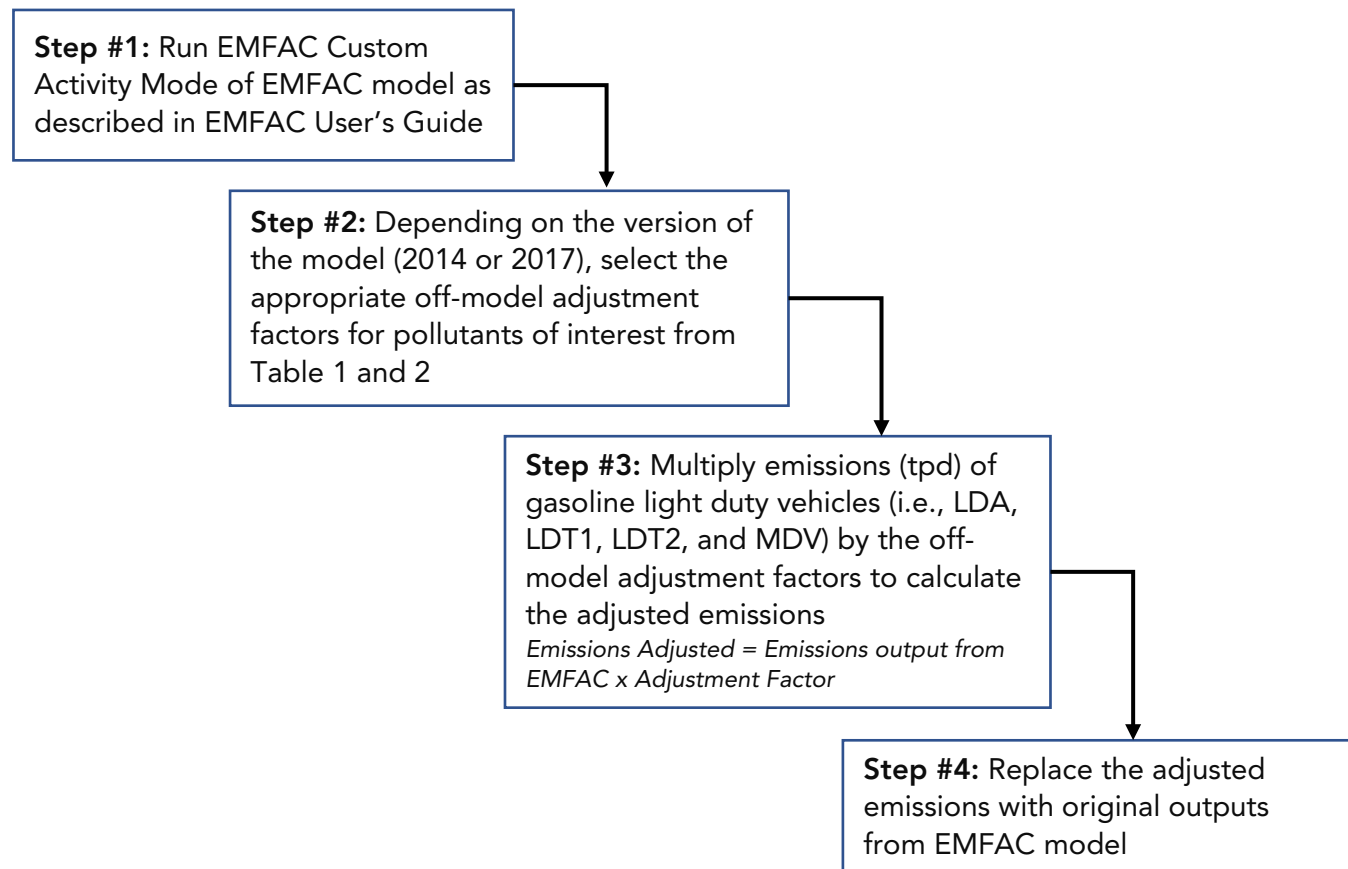 Step #1: Run EMFAC Custom
Activity Mode of EMFAC model as
described in EMFAC User's Guide
Step #2: Depending on the version of
the model (2014 or 2017), select the
appropriate off-model adjustment
factors for pollutants of interest from
Table 1 and 2
Step #3: Multiply emissions (tpd) of
gasoline light duty vehicles (i.e., LDA,
LDT1, LDT2, and MDV) by the off-
model adjustment factors to calculate
the adjusted emissions
Emissions Adjusted = Emissions output from
EMFAC x Adjustment Factor
Step #4: Replace the adjusted
emissions with original outputs
from EMFAC model